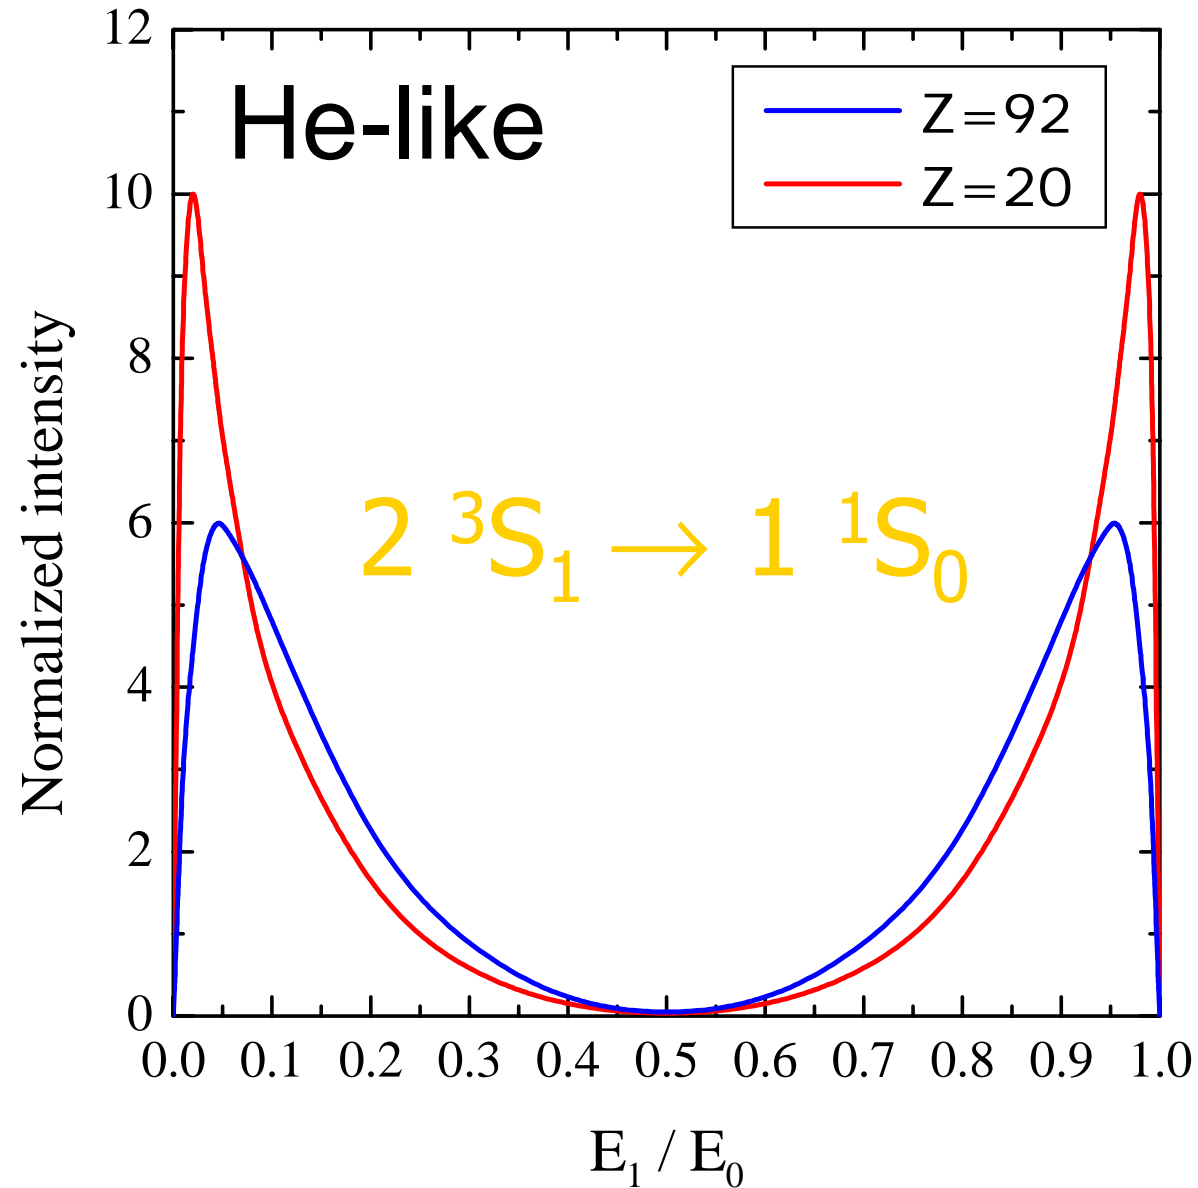 He-like
Z=92
Z=20
2 ³S₁ → 1 ¹S₀
Normalized intensity
12
10
8
6
4
2
0
0.0 0.1 0.2 0.3 0.4 0.5 0.6 0.7 0.8 0.9 1.0
E₁ / E₀